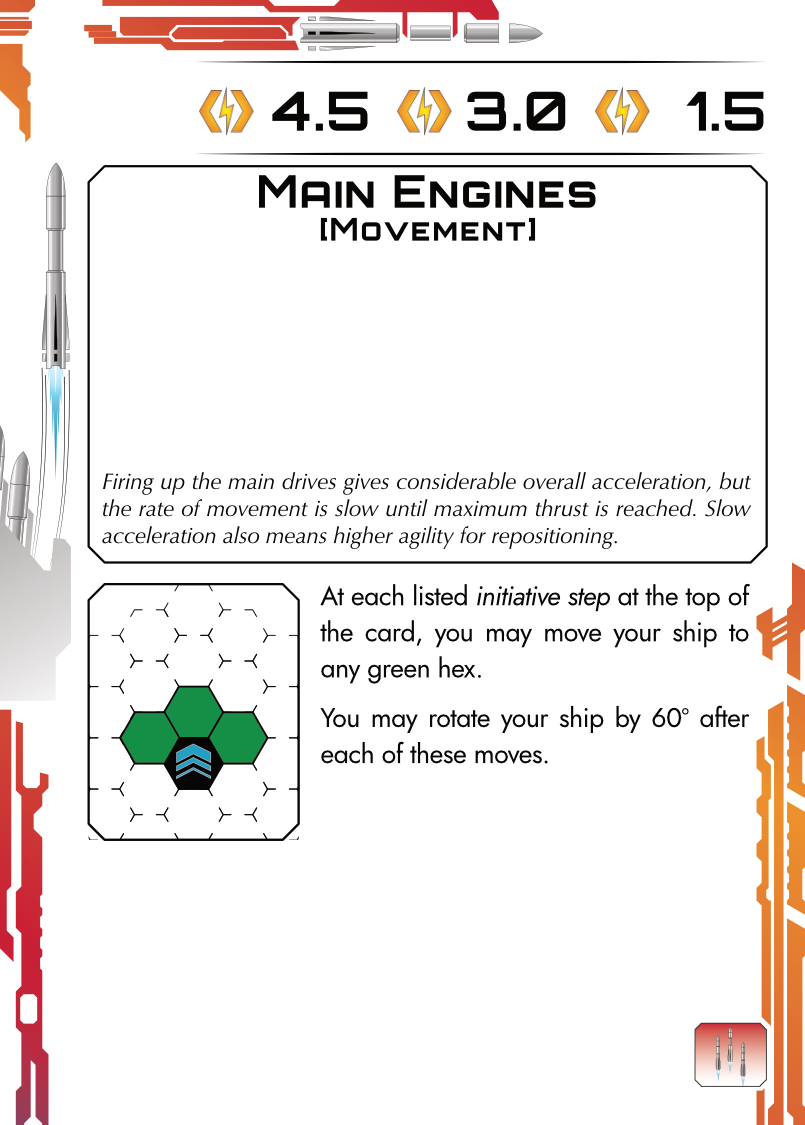 4.5 3.0 1.5
Main Engines
[Movement]
Firing up the main drives gives considerable overall acceleration, but
the rate of movement is slow until maximum thrust is reached. Slow
acceleration also means higher agility for repositioning.
At each listed initiative step at the top of
the card, you may move your ship to
any green hex.
You may rotate your ship by 60° after
each of these moves.